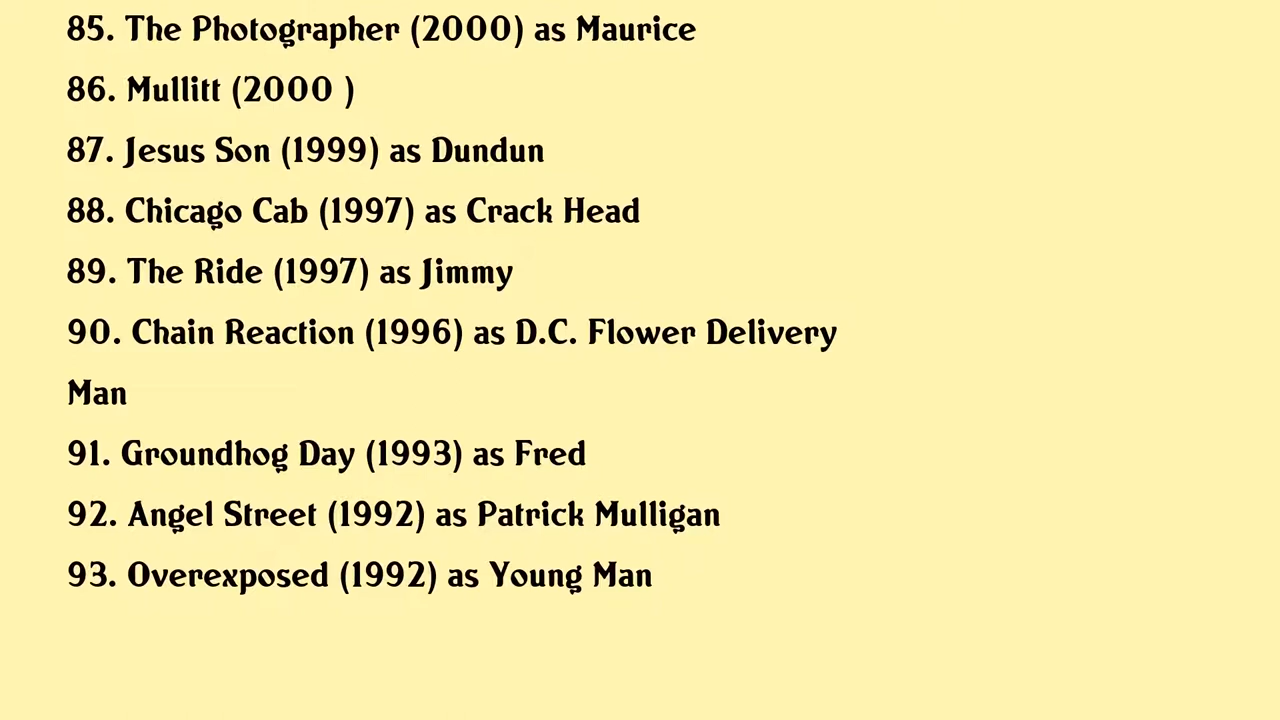 85. The Photographer (2000) as Maurice
86. Mullitt (2000 )
87. Jesus Son (1999) as Dundun
88. Chicago Cab (1997) as Crack Head
89. The Ride (1997) as Jimmy
90. Chain Reaction (1996) as D.C. Flower Delivery
Man
91. Groundhog Day (1993) as Fred
92. Angel Street (1992) as Patrick Mulligan
93. Overexposed (1992) as Young Man